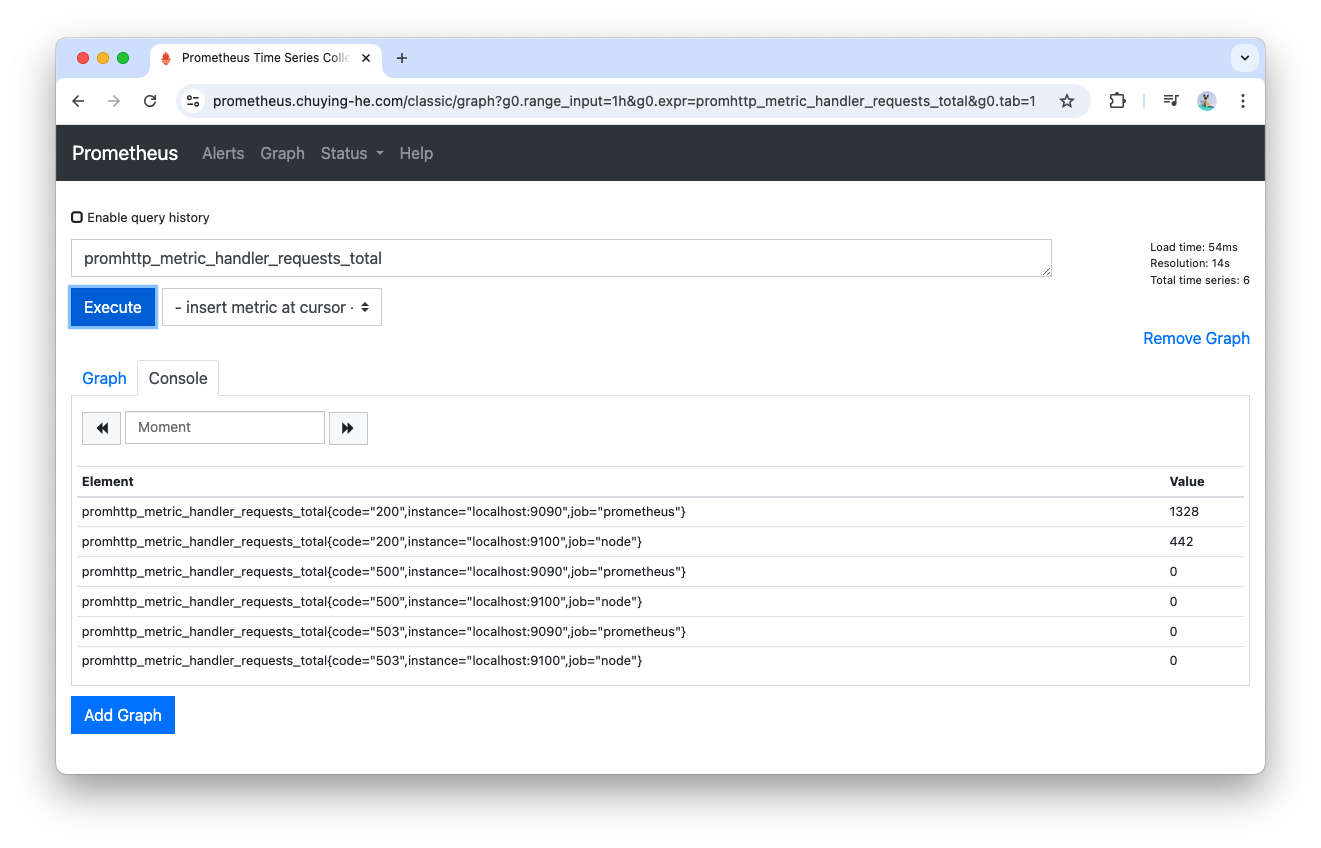 Prometheus Time Series Colle
prometheus.chuying-he.com/classic/graph?g0.range_input=1h&g0.expr=promhttp_metric_handler_requests_total&g0.tab=1
Prometheus Alerts Graph Status Help
Enable query history
promhttp_metric_handler_requests_total
Load time: 54ms
Resolution: 14s
Total time series: 6
Execute - insert metric at cursor -
Remove Graph
Graph Console
Moment
Element Value
promhttp_metric_handler_requests_total{code="200",instance="localhost:9090",job="prometheus"} 1328
promhttp_metric_handler_requests_total{code="200",instance="localhost:9100",job="node"} 442
promhttp_metric_handler_requests_total{code="500",instance="localhost:9090",job="prometheus"} 0
promhttp_metric_handler_requests_total{code="500",instance="localhost:9100",job="node"} 0
promhttp_metric_handler_requests_total{code="503",instance="localhost:9090",job="prometheus"} 0
promhttp_metric_handler_requests_total{code="503",instance="localhost:9100",job="node"} 0
Add Graph